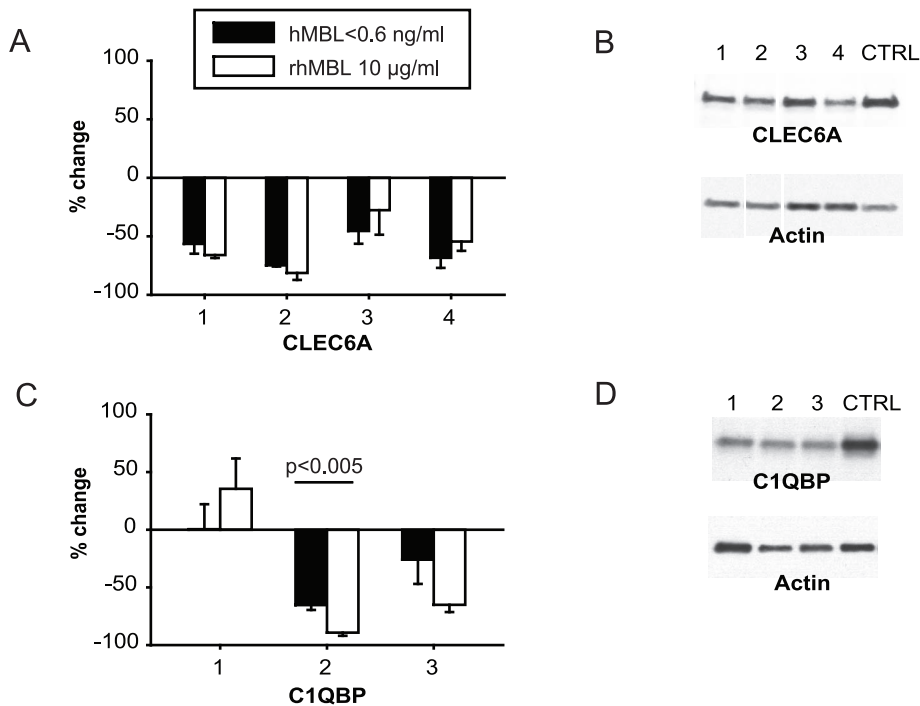 A
hMBL<0.6 ng/ml
rhMBL 10 µg/ml
100
50
0
-50
-100
% change
1 2 3 4
CLEC6A
B
1 2 3 4 CTRL
CLEC6A
Actin
C
100
50
0
-50
-100
% change
p<0.005
1 2 3
C1QBP
D
1 2 3 CTRL
C1QBP
Actin